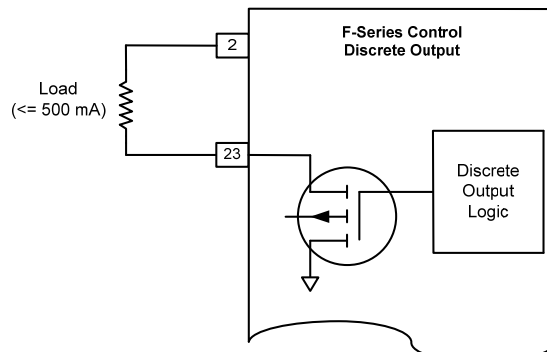 F-Series Control
Discrete Output
2
Load
(<= 500 mA)
23
Discrete
Output
Logic